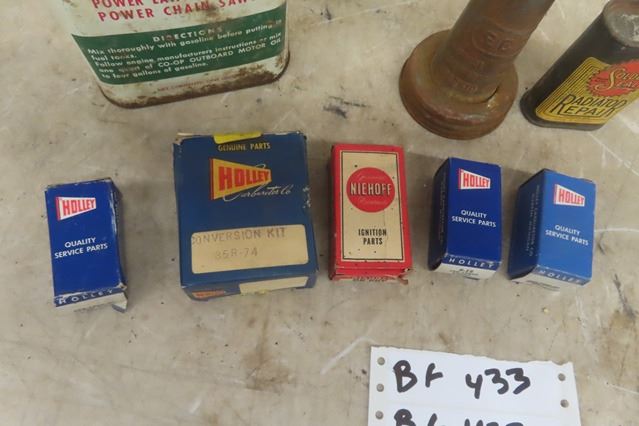 POWER CHAIN SAWS
DIRECTIONS
Mix thoroughly with gasoline before putting in
fuel tank.
Follow engine manufacturers instructions or mix
one quart of CO-OP OUTBOARD MOTOR OIL
to four gallons of gasoline.
RADIATOR
REPAIR
HOLLEY
QUALITY
SERVICE PARTS
HOLLEY
GENUINE PARTS
HOLLEY
Carburetor Co
CONVERSION KIT
85R-74
NIEHOFF
IGNITION
PARTS
HOLLEY
QUALITY
SERVICE PARTS
HOLLEY
HOLLEY
QUALITY
SERVICE PARTS
HOLLEY
BF 433